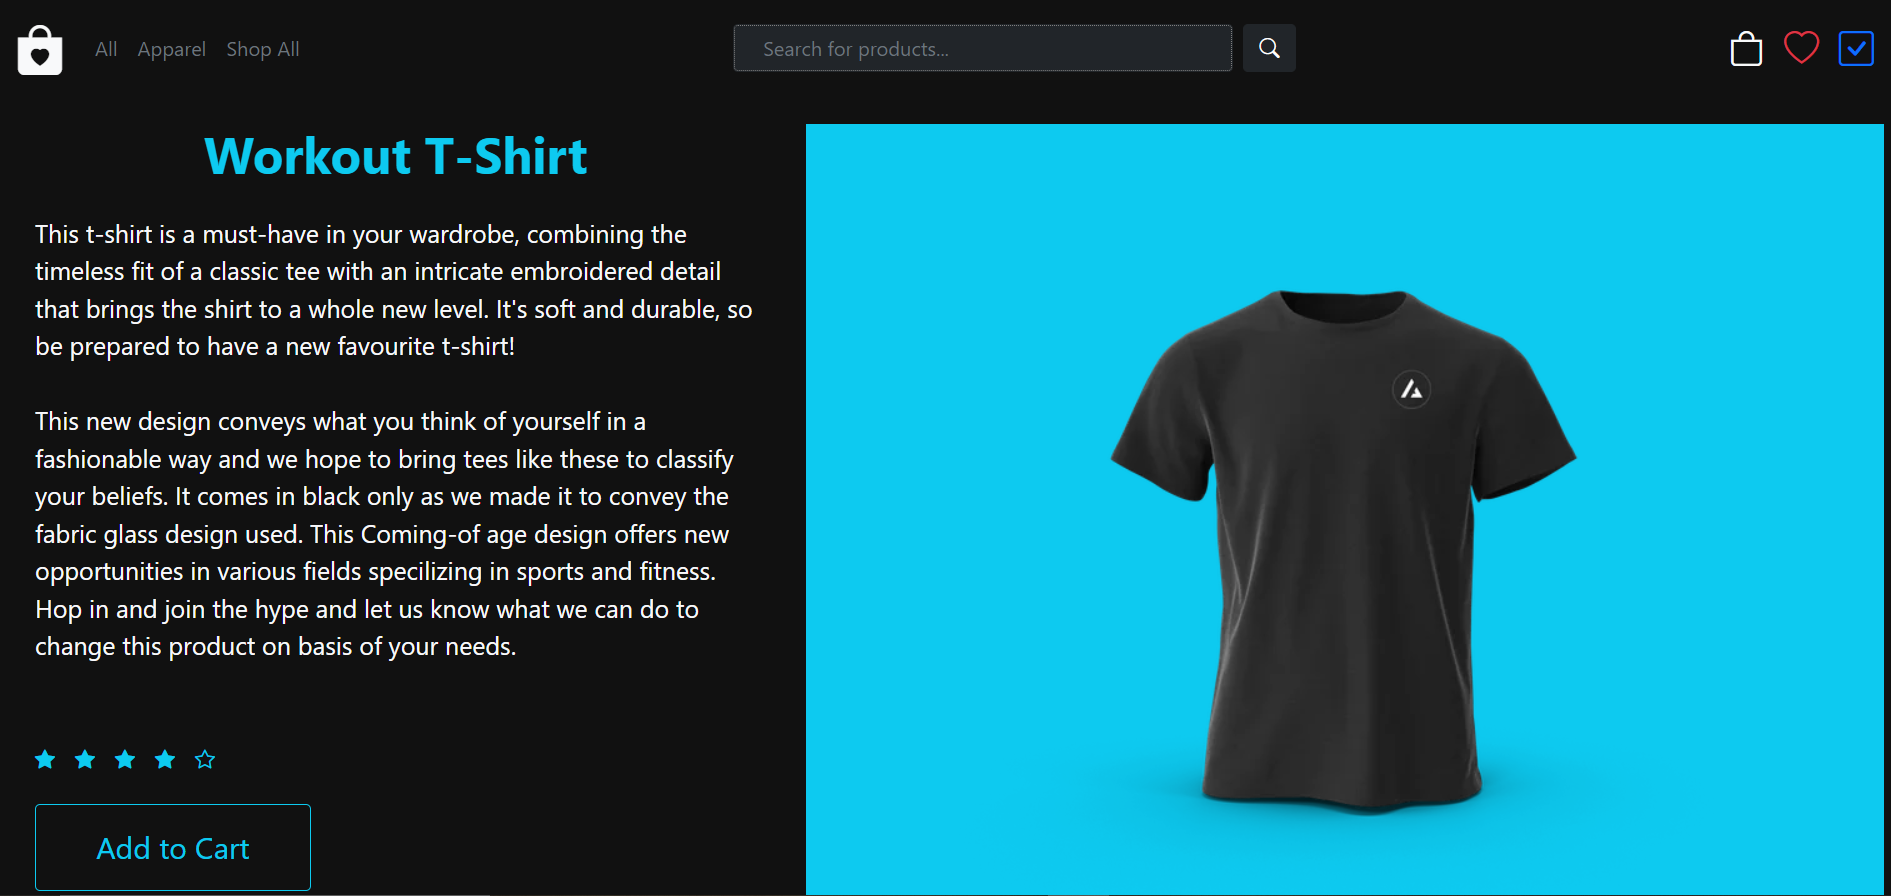 All Apparel Shop All
Search for products...
Workout T-Shirt
This t-shirt is a must-have in your wardrobe, combining the
timeless fit of a classic tee with an intricate embroidered detail
that brings the shirt to a whole new level. It's soft and durable, so
be prepared to have a new favourite t-shirt!
This new design conveys what you think of yourself in a
fashionable way and we hope to bring tees like these to classify
your beliefs. It comes in black only as we made it to convey the
fabric glass design used. This Coming-of age design offers new
opportunities in various fields specilizing in sports and fitness.
Hop in and join the hype and let us know what we can do to
change this product on basis of your needs.
Add to Cart